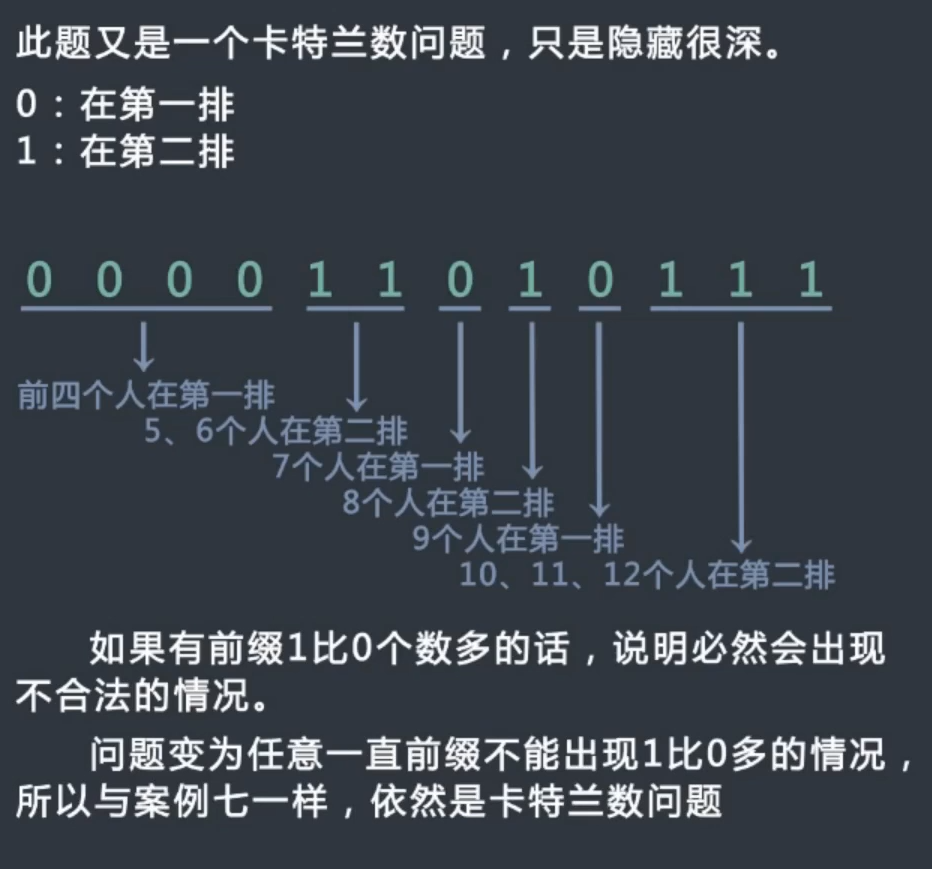 此题又是一个卡特兰数问题，只是隐藏很深。
0：在第一排
1：在第二排
0 0 0 0 1 1 0 1 0 1 1 1
前四个人在第一排
5、6个人在第二排
7个人在第一排
8个人在第二排
9个人在第一排
10、11、12个人在第二排
如果有前缀1比0个数多的话，说明必然会出现
不合法的情况。
问题变为任意一直前缀不能出现1比0多的情况，
所以与案例七一样，依然是卡特兰数问题